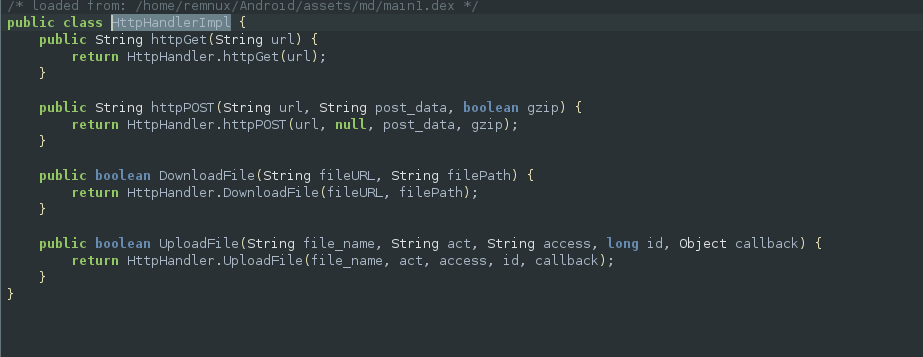 /* loaded from: /home/remnux/Android/assets/md/main1.dex */
public class HttpHandlerImpl {
    public String httpGet(String url) {
        return HttpHandler.httpGet(url);
    }

    public String httpPOST(String url, String post_data, boolean gzip) {
        return HttpHandler.httpPOST(url, null, post_data, gzip);
    }

    public boolean DownloadFile(String fileURL, String filePath) {
        return HttpHandler.DownloadFile(fileURL, filePath);
    }

    public boolean UploadFile(String file_name, String act, String access, long id, Object callback) {
        return HttpHandler.UploadFile(file_name, act, access, id, callback);
    }
}